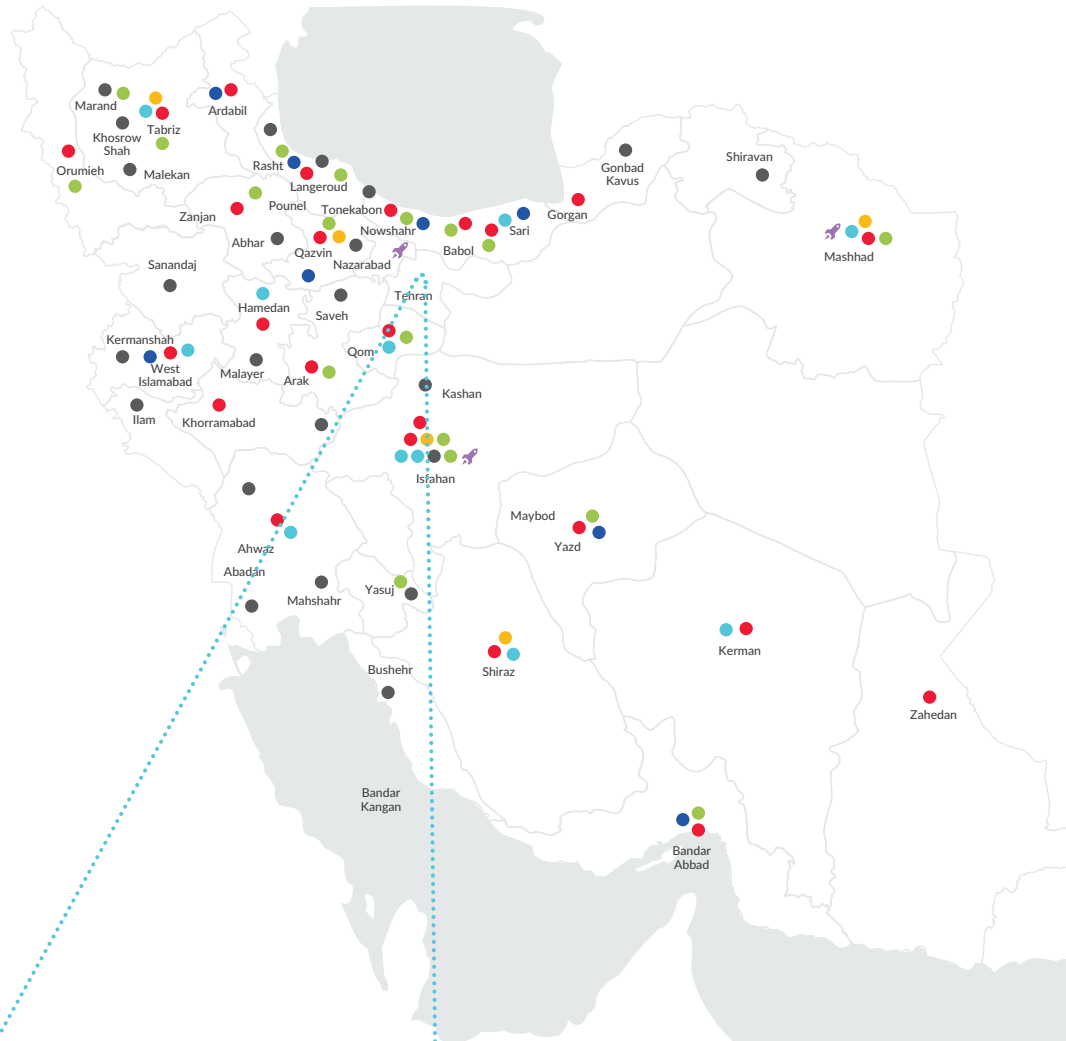 Marand
Ardabil
Tabriz
Khosrow
Shah
Malekan
Orumieh
Rasht
Langeroud
Pounel
Tonekabon
Zanjan
Nowshahr
Sari
Babol
Gorgan
Gonbad
Kavus
Shiravan
Mashhad
Abhar
Qazvin
Nazarabad
Sanandaj
Hamedan
Saveh
Tehran
Kermanshah
West
Islamabad
Malayer
Arak
Qom
Kashan
Ilam
Khorramabad
Isfahan
Maybod
Yazd
Ahwaz
Abadan
Mahshahr
Yasuj
Bushehr
Shiraz
Kerman
Zahedan
Bandar
Kangan
Bandar
Abbad